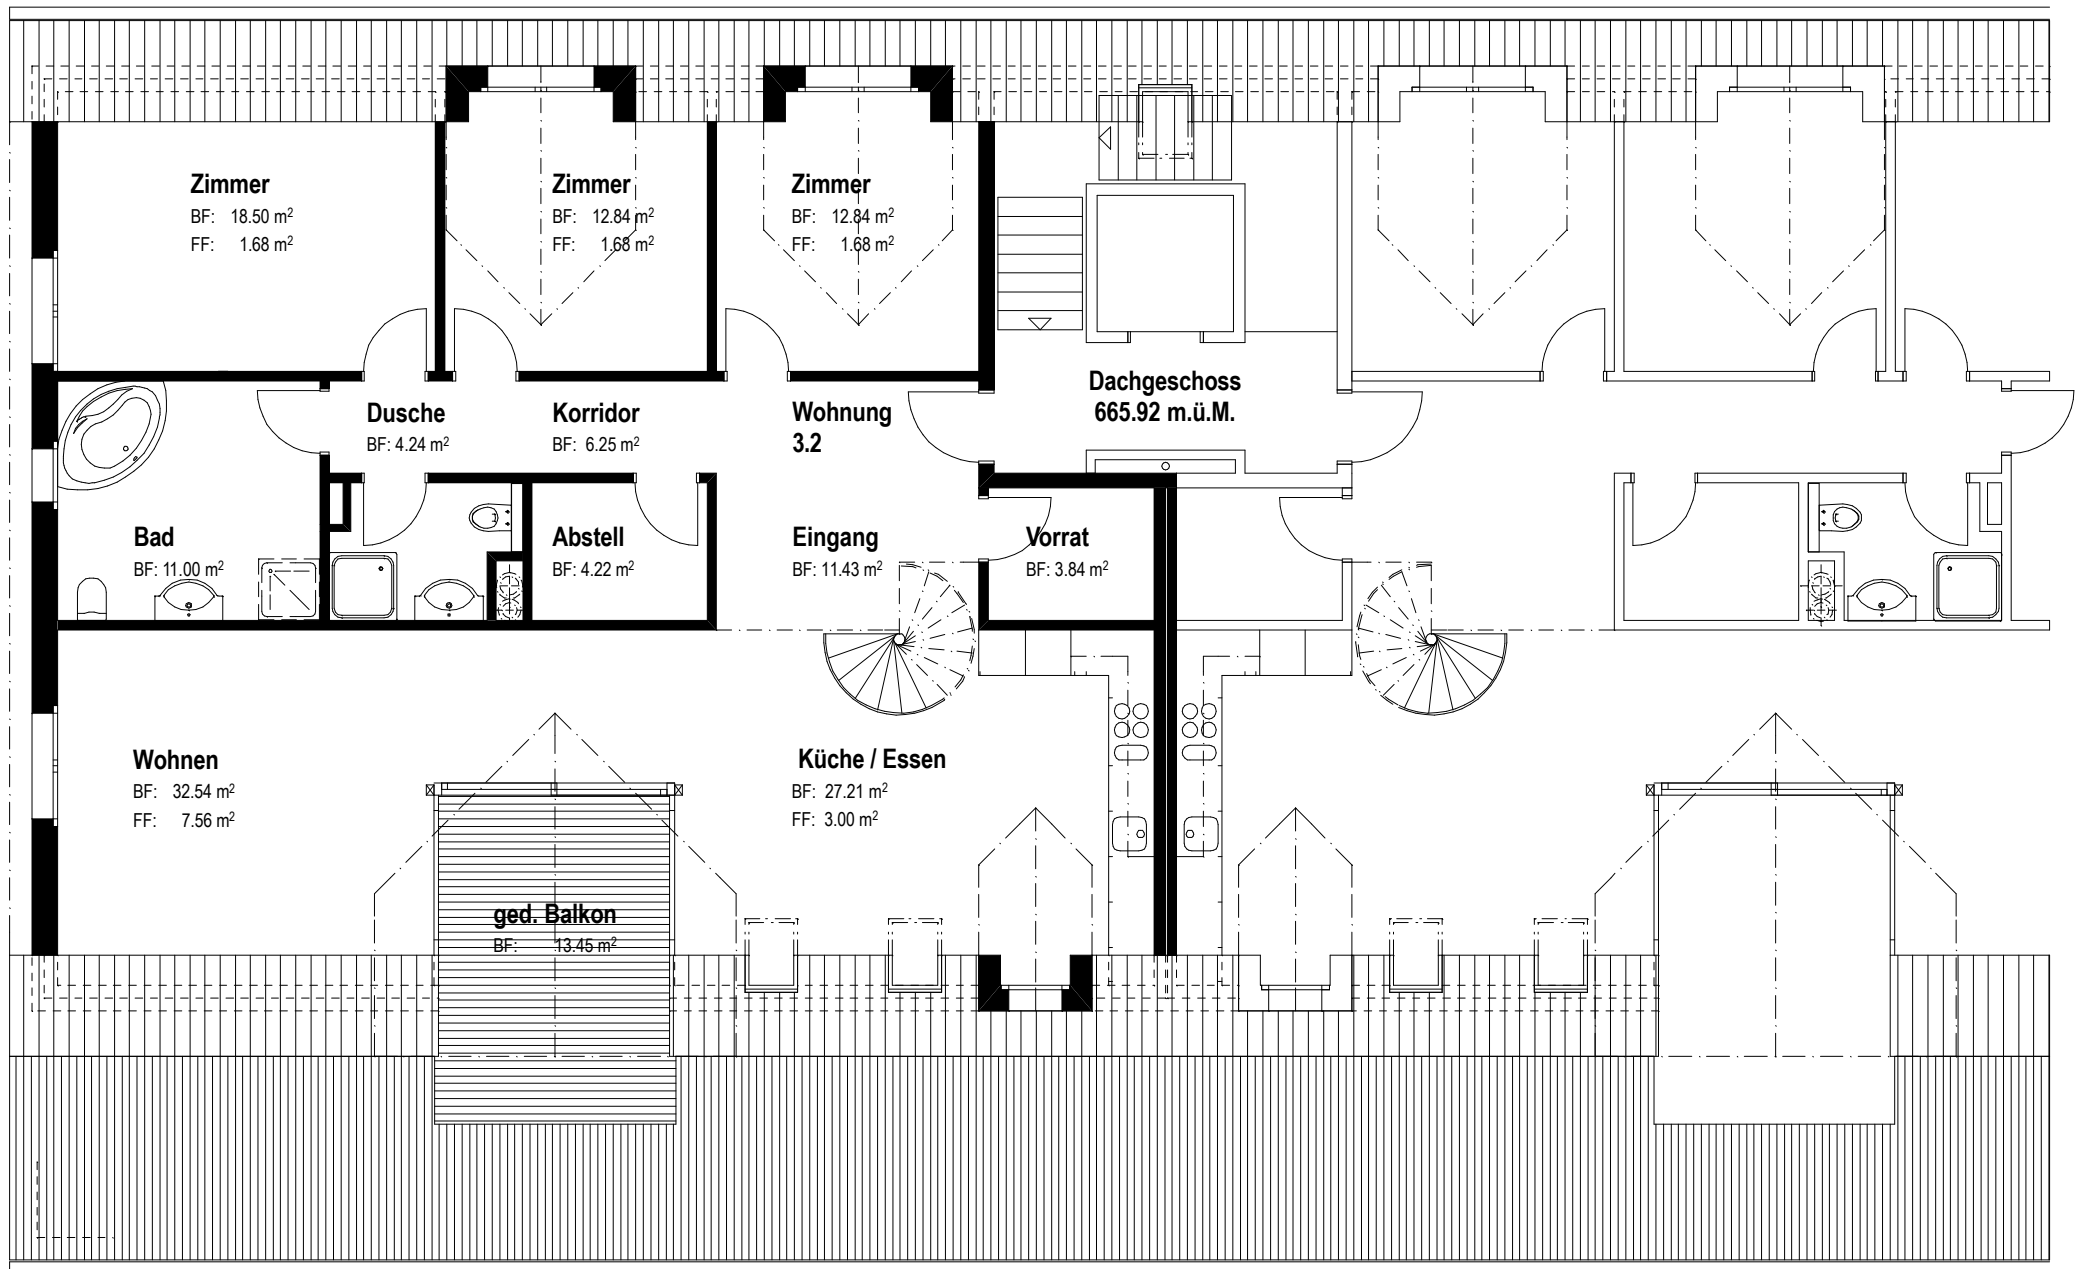 Zimmer
BF: 18.50 m²
FF: 1.68 m²
Zimmer
BF: 12.84 m²
FF: 1.68 m²
Zimmer
BF: 12.84 m²
FF: 1.68 m²
Dachgeschoss
665.92 m.ü.M.
Dusche
BF: 4.24 m²
Korridor
BF: 6.25 m²
Wohnung
3.2
Bad
BF: 11.00 m²
Abstell
BF: 4.22 m²
Eingang
BF: 11.43 m²
Vorrat
BF: 3.84 m²
Wohnen
BF: 32.54 m²
FF: 7.56 m²
Küche / Essen
BF: 27.21 m²
FF: 3.00 m²
ged. Balkon
BF: 13.45 m²